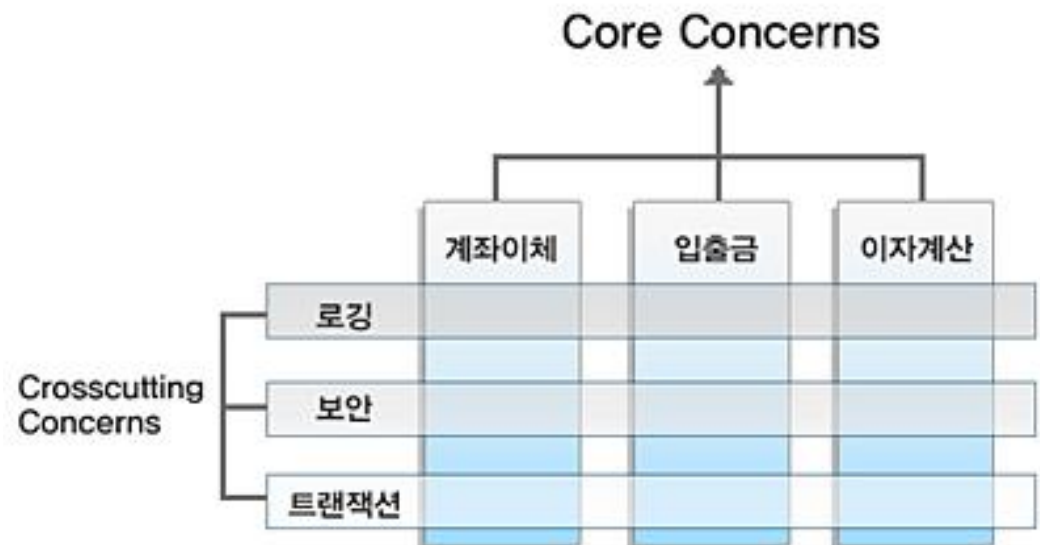 Core Concerns
계좌이체
입출금
이자계산
로깅
Crosscutting
Concerns
보안
트랜잭션